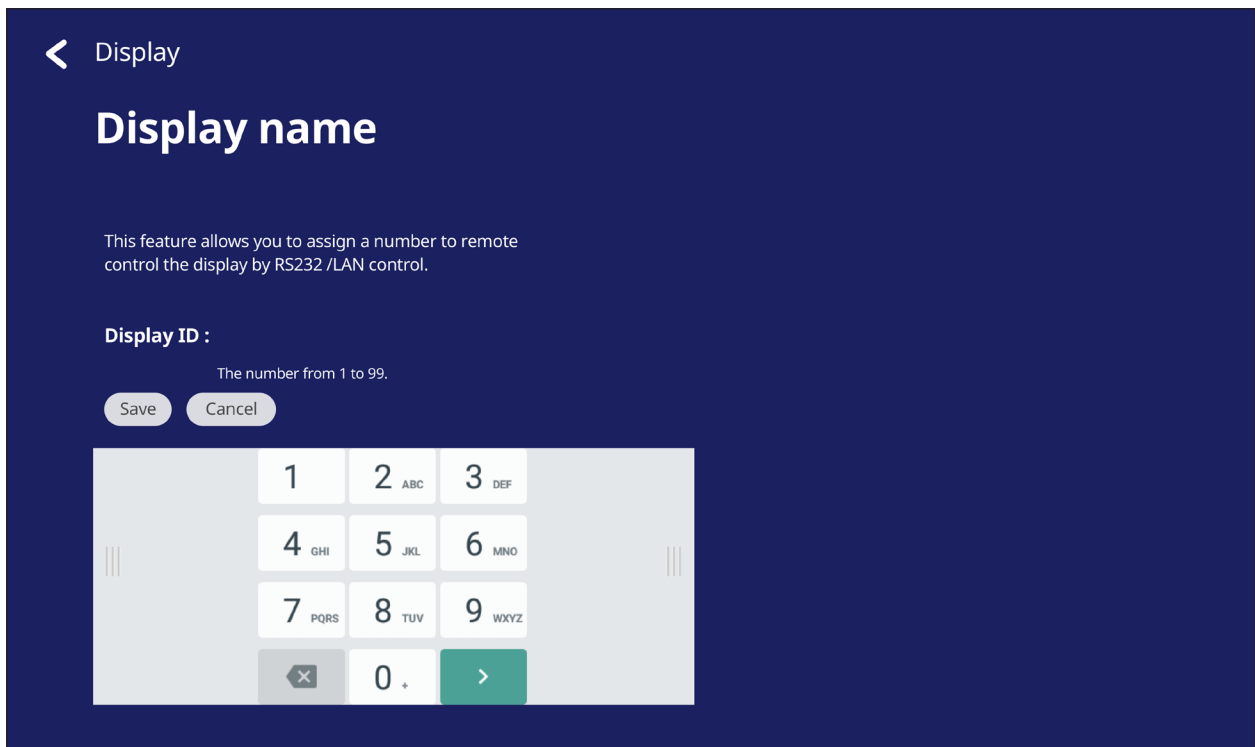 Display
Display name
This feature allows you to assign a number to remote
control the display by RS232 /LAN control.
Display ID :
The number from 1 to 99.
Save Cancel
1 2 ABC 3 DEF
4 GHI 5 JKL 6 MNO
7 PQRS 8 TUV 9 WXYZ
0 +